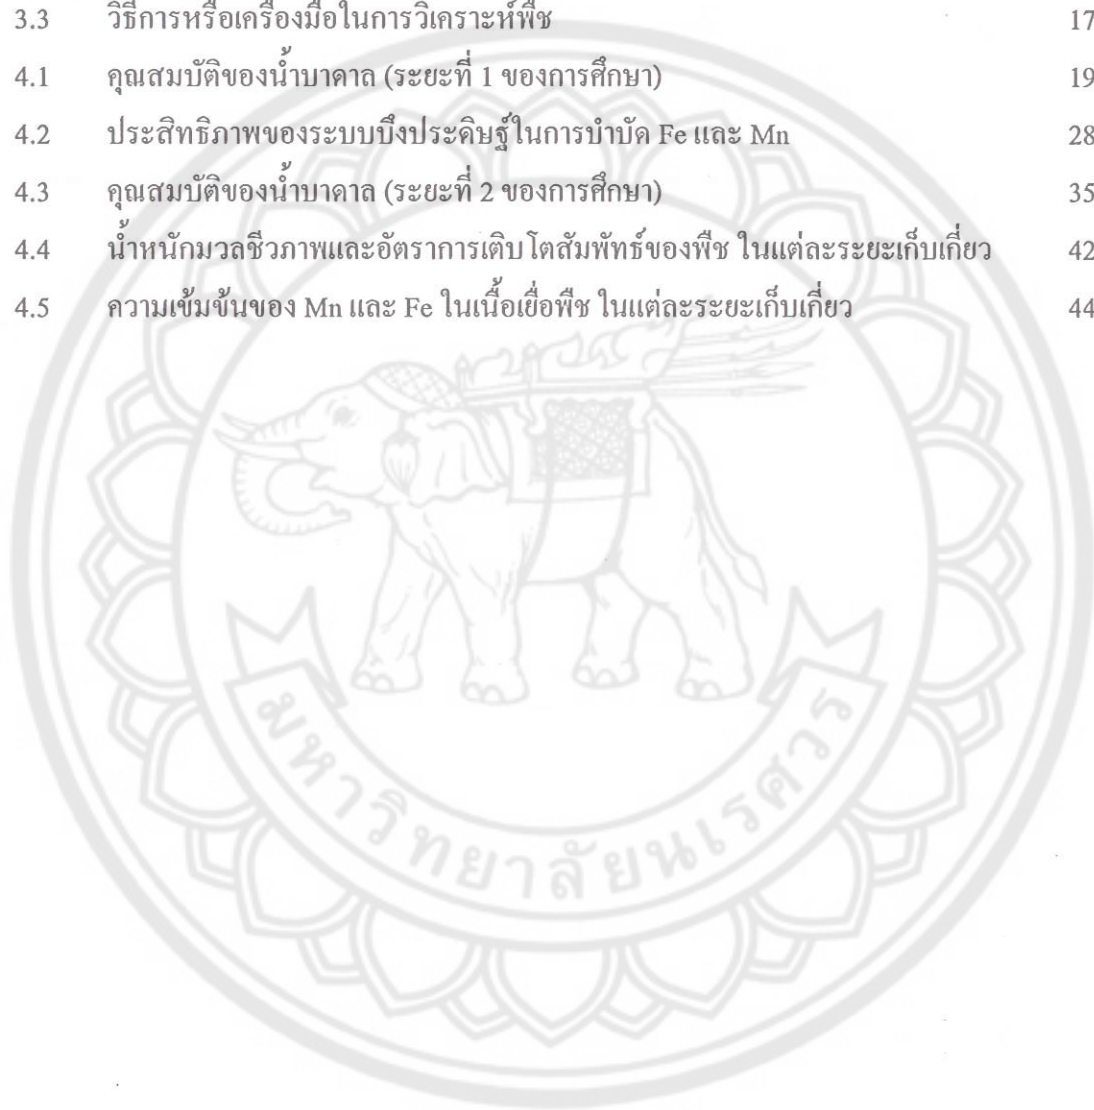 3.3 วิธีการหรือเครื่องมือในการวิเคราะห์พืช 17
4.1 คุณสมบัติของน้ำบาดาล (ระยะที่ 1 ของการศึกษา) 19
4.2 ประสิทธิภาพของระบบบึงประดิษฐ์ในการบำบัด Fe และ Mn 28
4.3 คุณสมบัติของน้ำบาดาล (ระยะที่ 2 ของการศึกษา) 35
4.4 น้ำหนักมวลชีวภาพและอัตราการเติบโตสัมพัทธ์ของพืช ในแต่ละระยะเก็บเกี่ยว 42
4.5 ความเข้มข้นของ Mn และ Fe ในเนื้อเยื่อพืช ในแต่ละระยะเก็บเกี่ยว 44
มหาวิทยาลัยนเรศวร